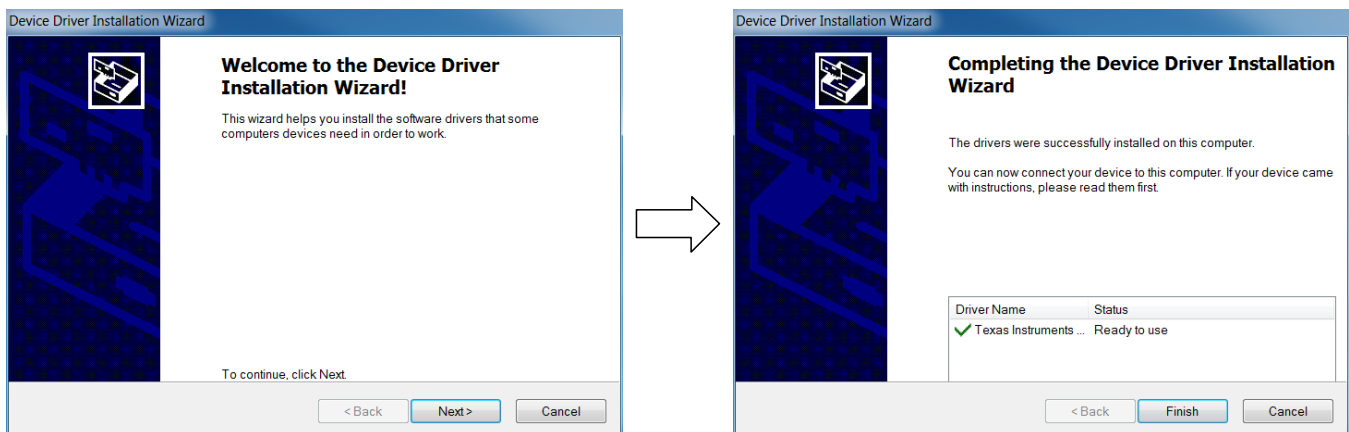 Device Driver Installation Wizard
Welcome to the Device Driver
Installation Wizard!
This wizard helps you install the software drivers that some
computers devices need in order to work.
To continue, click Next.
< Back
Next >
Cancel
Device Driver Installation Wizard
Completing the Device Driver Installation
Wizard
The drivers were successfully installed on this computer.
You can now connect your device to this computer. If your device came
with instructions, please read them first.
Driver Name Status
Texas Instruments ... Ready to use
< Back
Finish
Cancel